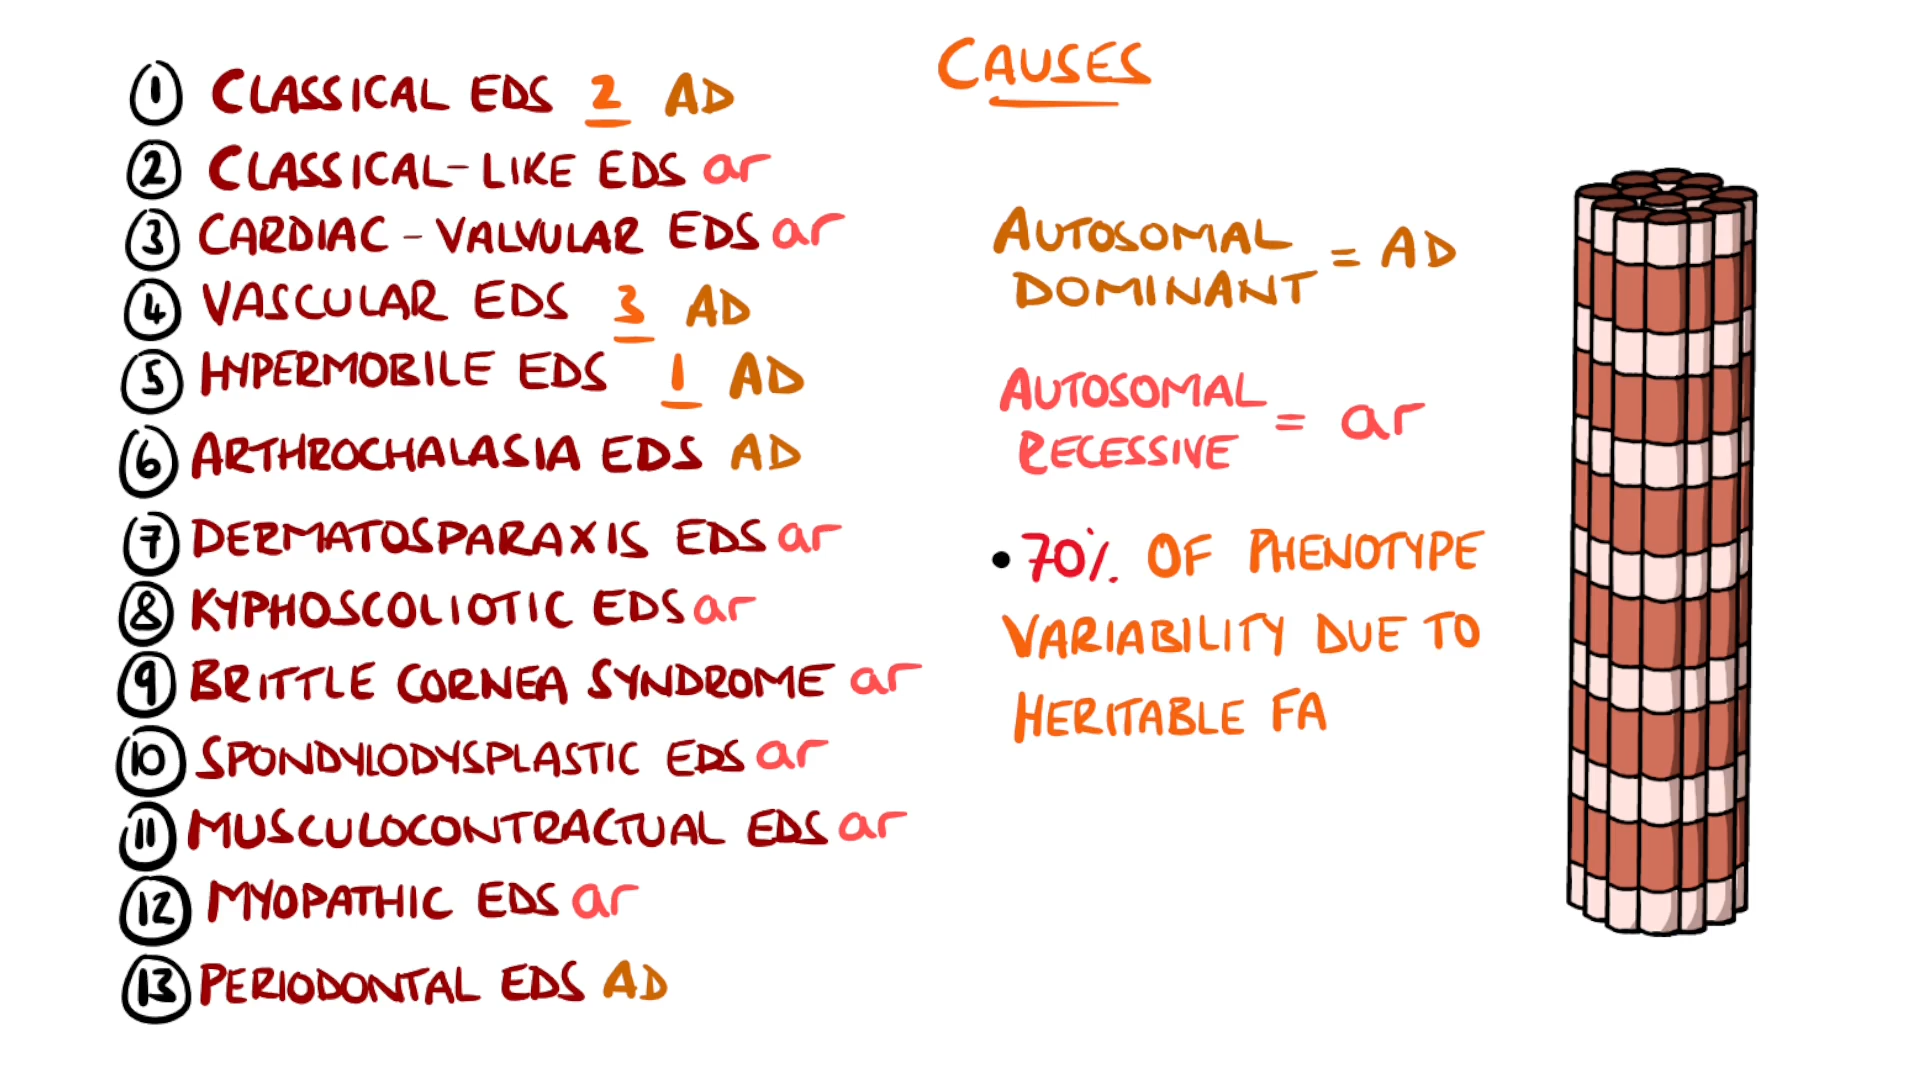 CAUSES
1 CLASSICAL EDS 2 AD
2 CLASSICAL-LIKE EDS ar
3 CARDIAC-VALVULAR EDS ar
4 VASCULAR EDS 3 AD
5 HYPERMOBILE EDS 1 AD
6 ARTHROCHALASIA EDS AD
7 DERMATOSPARAXIS EDS ar
8 KYPHOSCOLIOTIC EDS ar
9 BRITTLE CORNEA SYNDROME ar
10 SPONDYLODYSPLASTIC EDS ar
11 MUSCULOCONTRACTUAL EDS ar
12 MYOPATHIC EDS ar
13 PERIODONTAL EDS AD
AUTOSOMAL
DOMINANT = AD
AUTOSOMAL
RECESSIVE = ar
• 70% OF PHENOTYPE
VARIABILITY DUE TO
HERITABLE FA